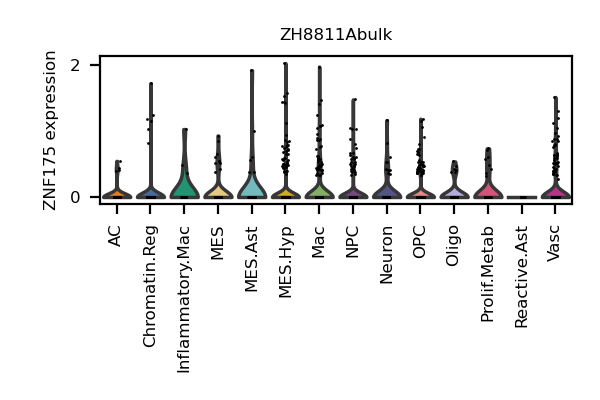 ZH8811Abulk
ZNF175 expression
2
0
AC
Chromatin.Reg
Inflammatory.Mac
MES
MES.Ast
MES.Hyp
Mac
NPC
Neuron
OPC
Oligo
Prolif.Metab
Reactive.Ast
Vasc